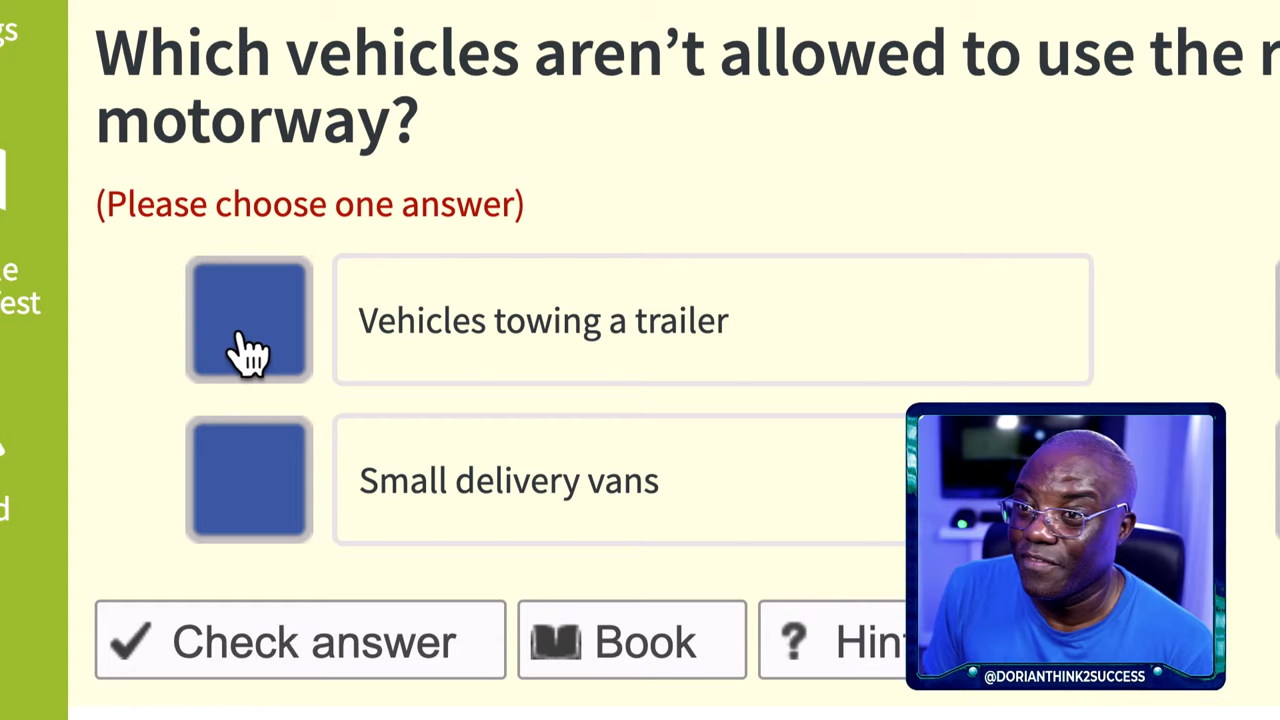 Which vehicles aren't allowed to use the
motorway?
(Please choose one answer)
Vehicles towing a trailer
Small delivery vans
Check answer
Book
@DORIANTHINK2SUCCESS